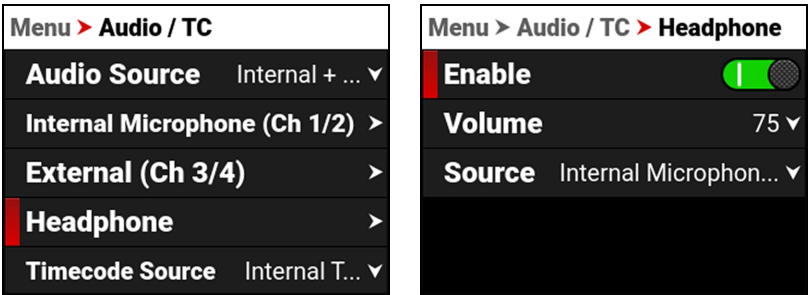 Menu ➤ Audio / TC
Audio Source Internal + ...
Internal Microphone (Ch 1/2)
External (Ch 3/4)
Headphone
Timecode Source Internal T...
Menu ➤ Audio / TC ➤ Headphone
Enable
Volume 75
Source Internal Microphon...